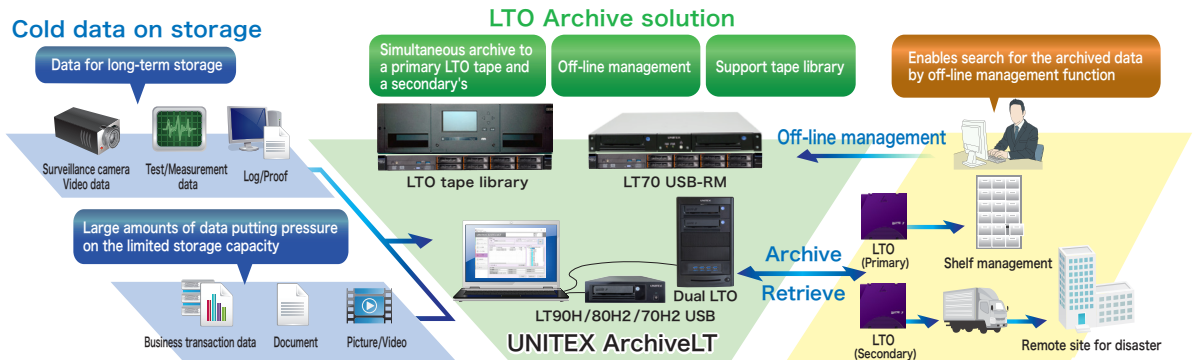 Cold data on storage
Data for long-term storage
Surveillance camera
Video data
Test/Measurement
data
Log/Proof
Large amounts of data putting pressure
on the limited storage capacity
Business transaction data
Document
Picture/Video
LTO Archive solution
Simultaneous archive to
a primary LTO tape and
a secondary's
Off-line management
Support tape library
LTO tape library
UNITEX
LT70 USB-RM
LT90H/80H2/70H2 USB
Dual LTO
UNITEX ArchiveLT
Enables search for the archived data
by off-line management function
Off-line management
Archive
Retrieve
LTO
(Primary)
Shelf management
LTO
(Secondary)
Remote site for disaster